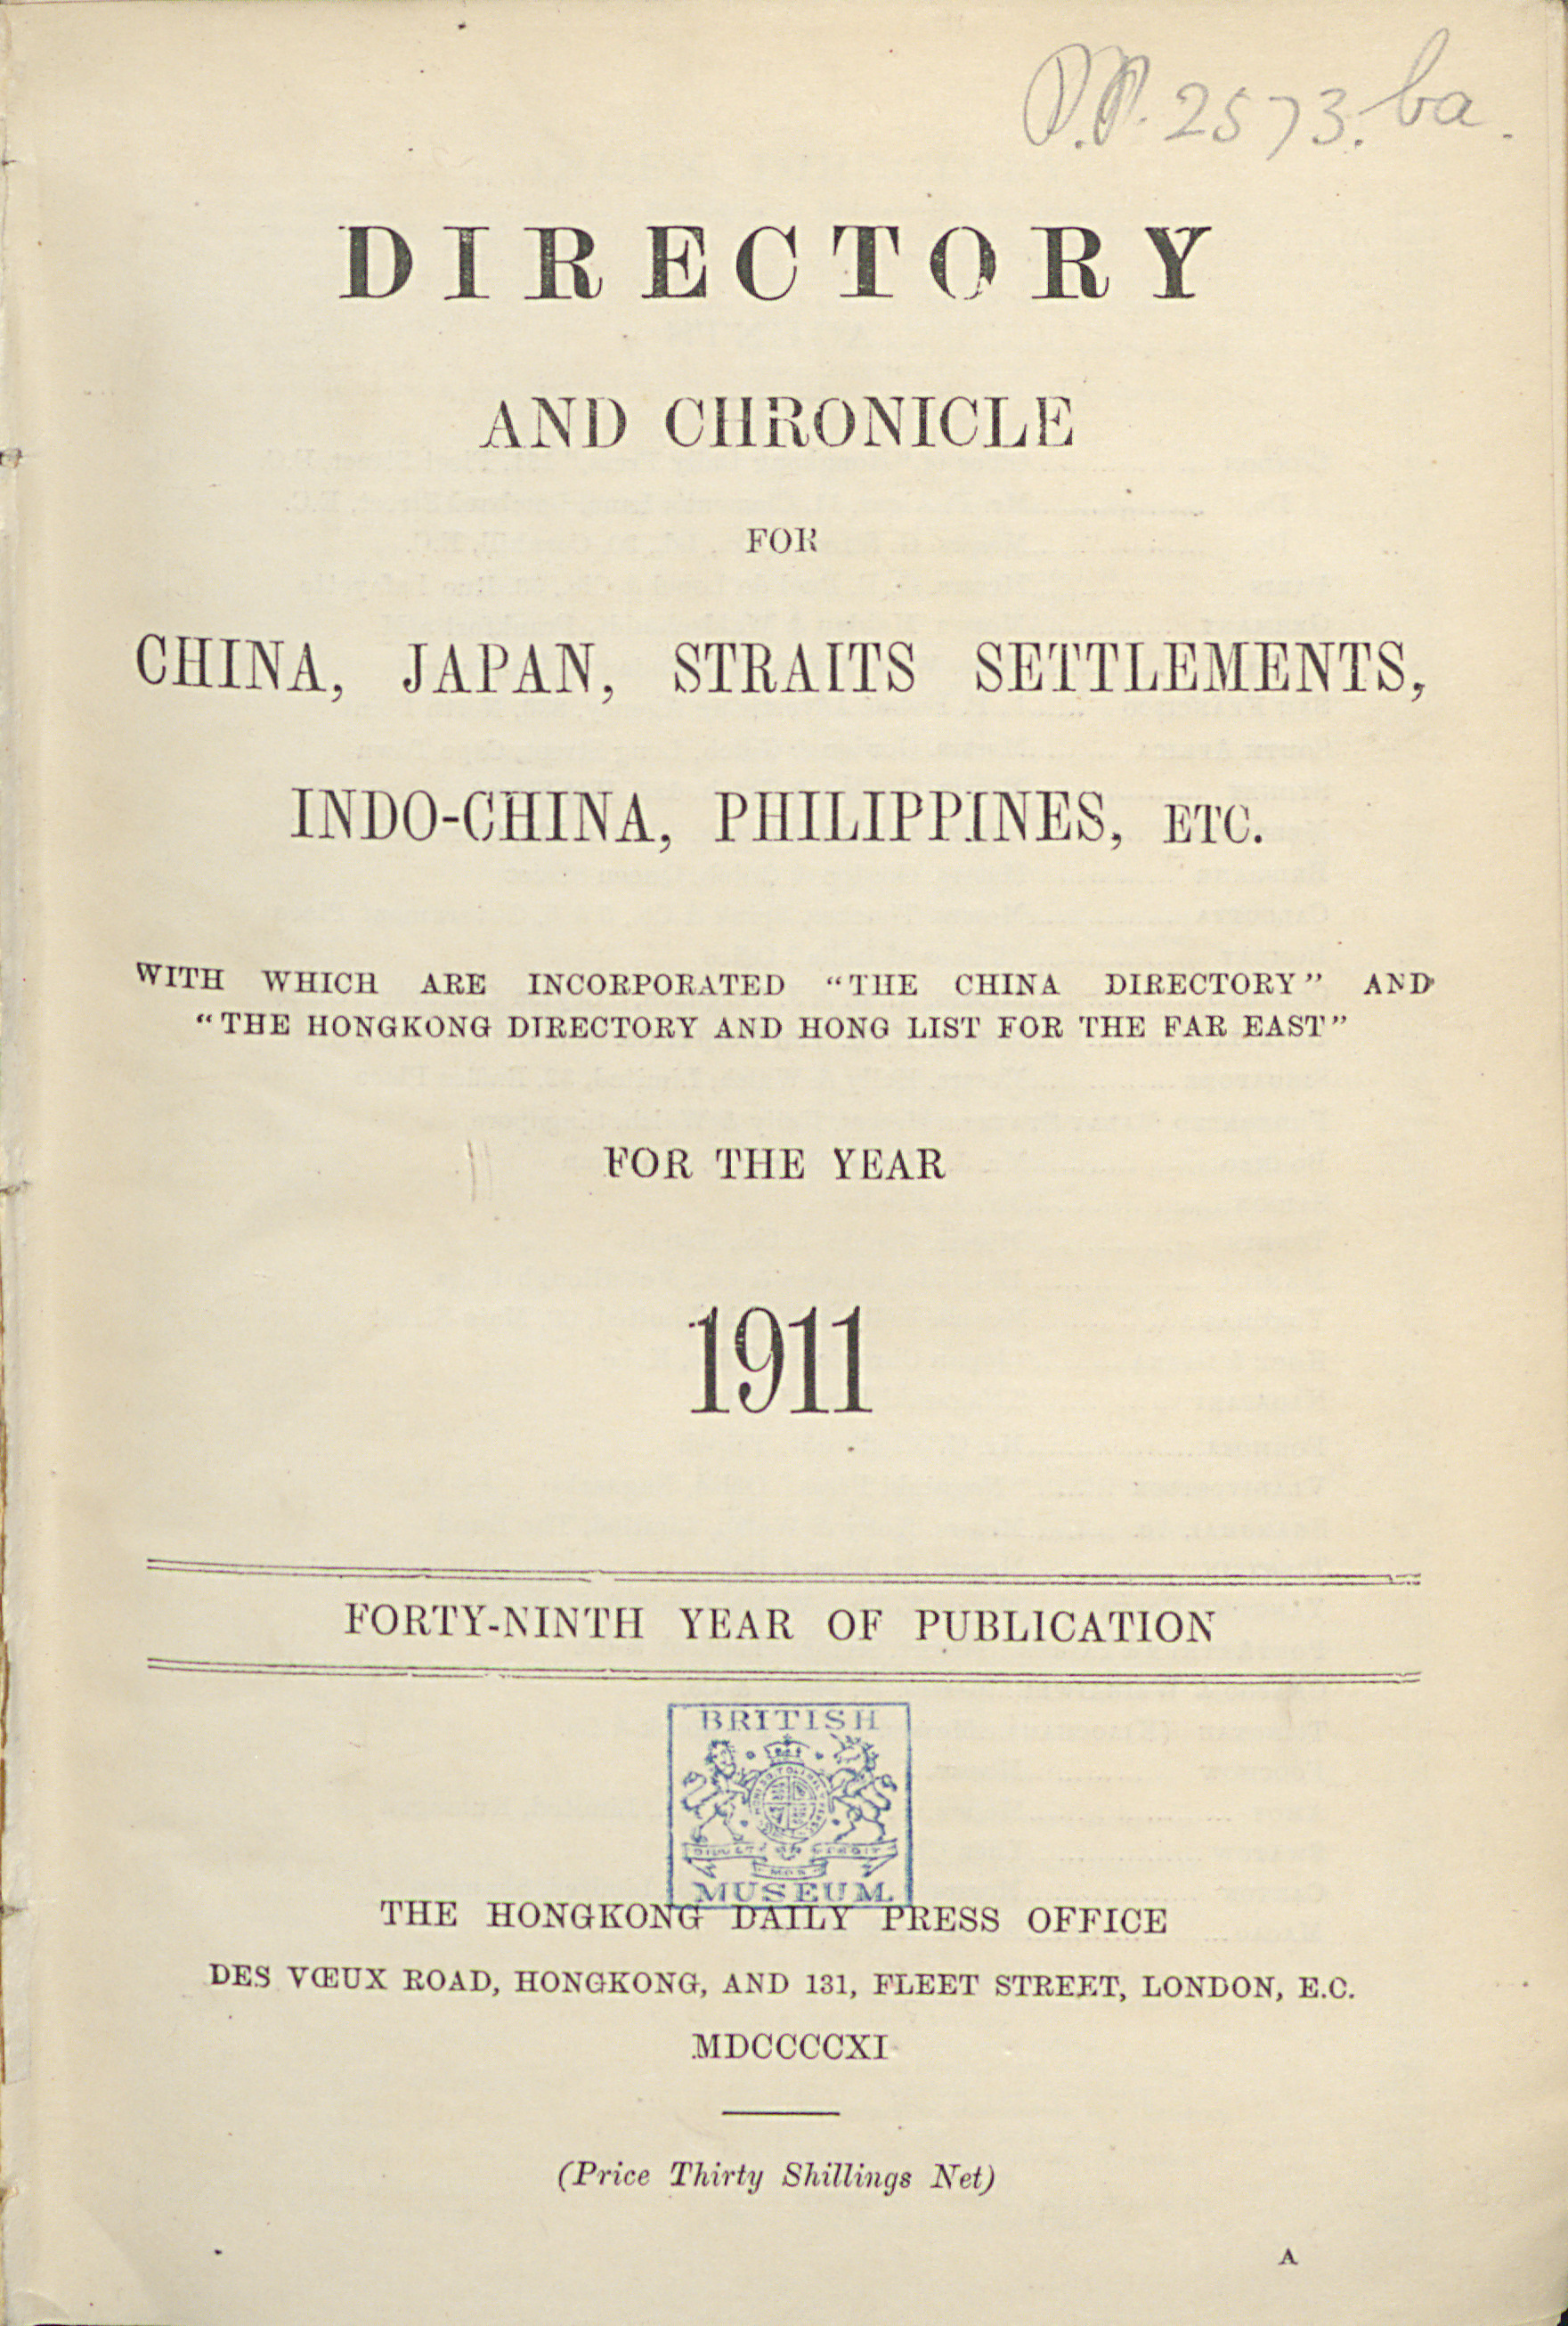 P.P. 2573.ba.
DIRECTORY
AND CHRONICLE
FOR
CHINA, JAPAN, STRAITS SETTLEMENTS,
INDO-CHINA, PHILIPPINES, ETC.
WITH WHICH ARE INCORPORATED "THE CHINA DIRECTORY" AND
"THE HONGKONG DIRECTORY AND HONG LIST FOR THE FAR EAST"
FOR THE YEAR
1911
FORTY-NINTH YEAR OF PUBLICATION
BRITISH
MUSEUM
THE HONGKONG DAILY PRESS OFFICE
DES VŒUX ROAD, HONGKONG, AND 131, FLEET STREET, LONDON, E.C.
MDCCCCXI
(Price Thirty Shillings Net)
A